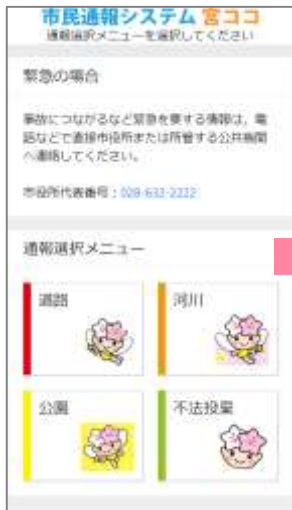 市民通報システム 宮ココ
通報選択メニューを選択してください
緊急の場合
事故につながるなど緊急を要する情報は、電
話などで直接市役所または所管する公共機関
へ連絡してください。
市役所代表番号：028-632-2222
通報選択メニュー
道路
河川
公園
不法投棄